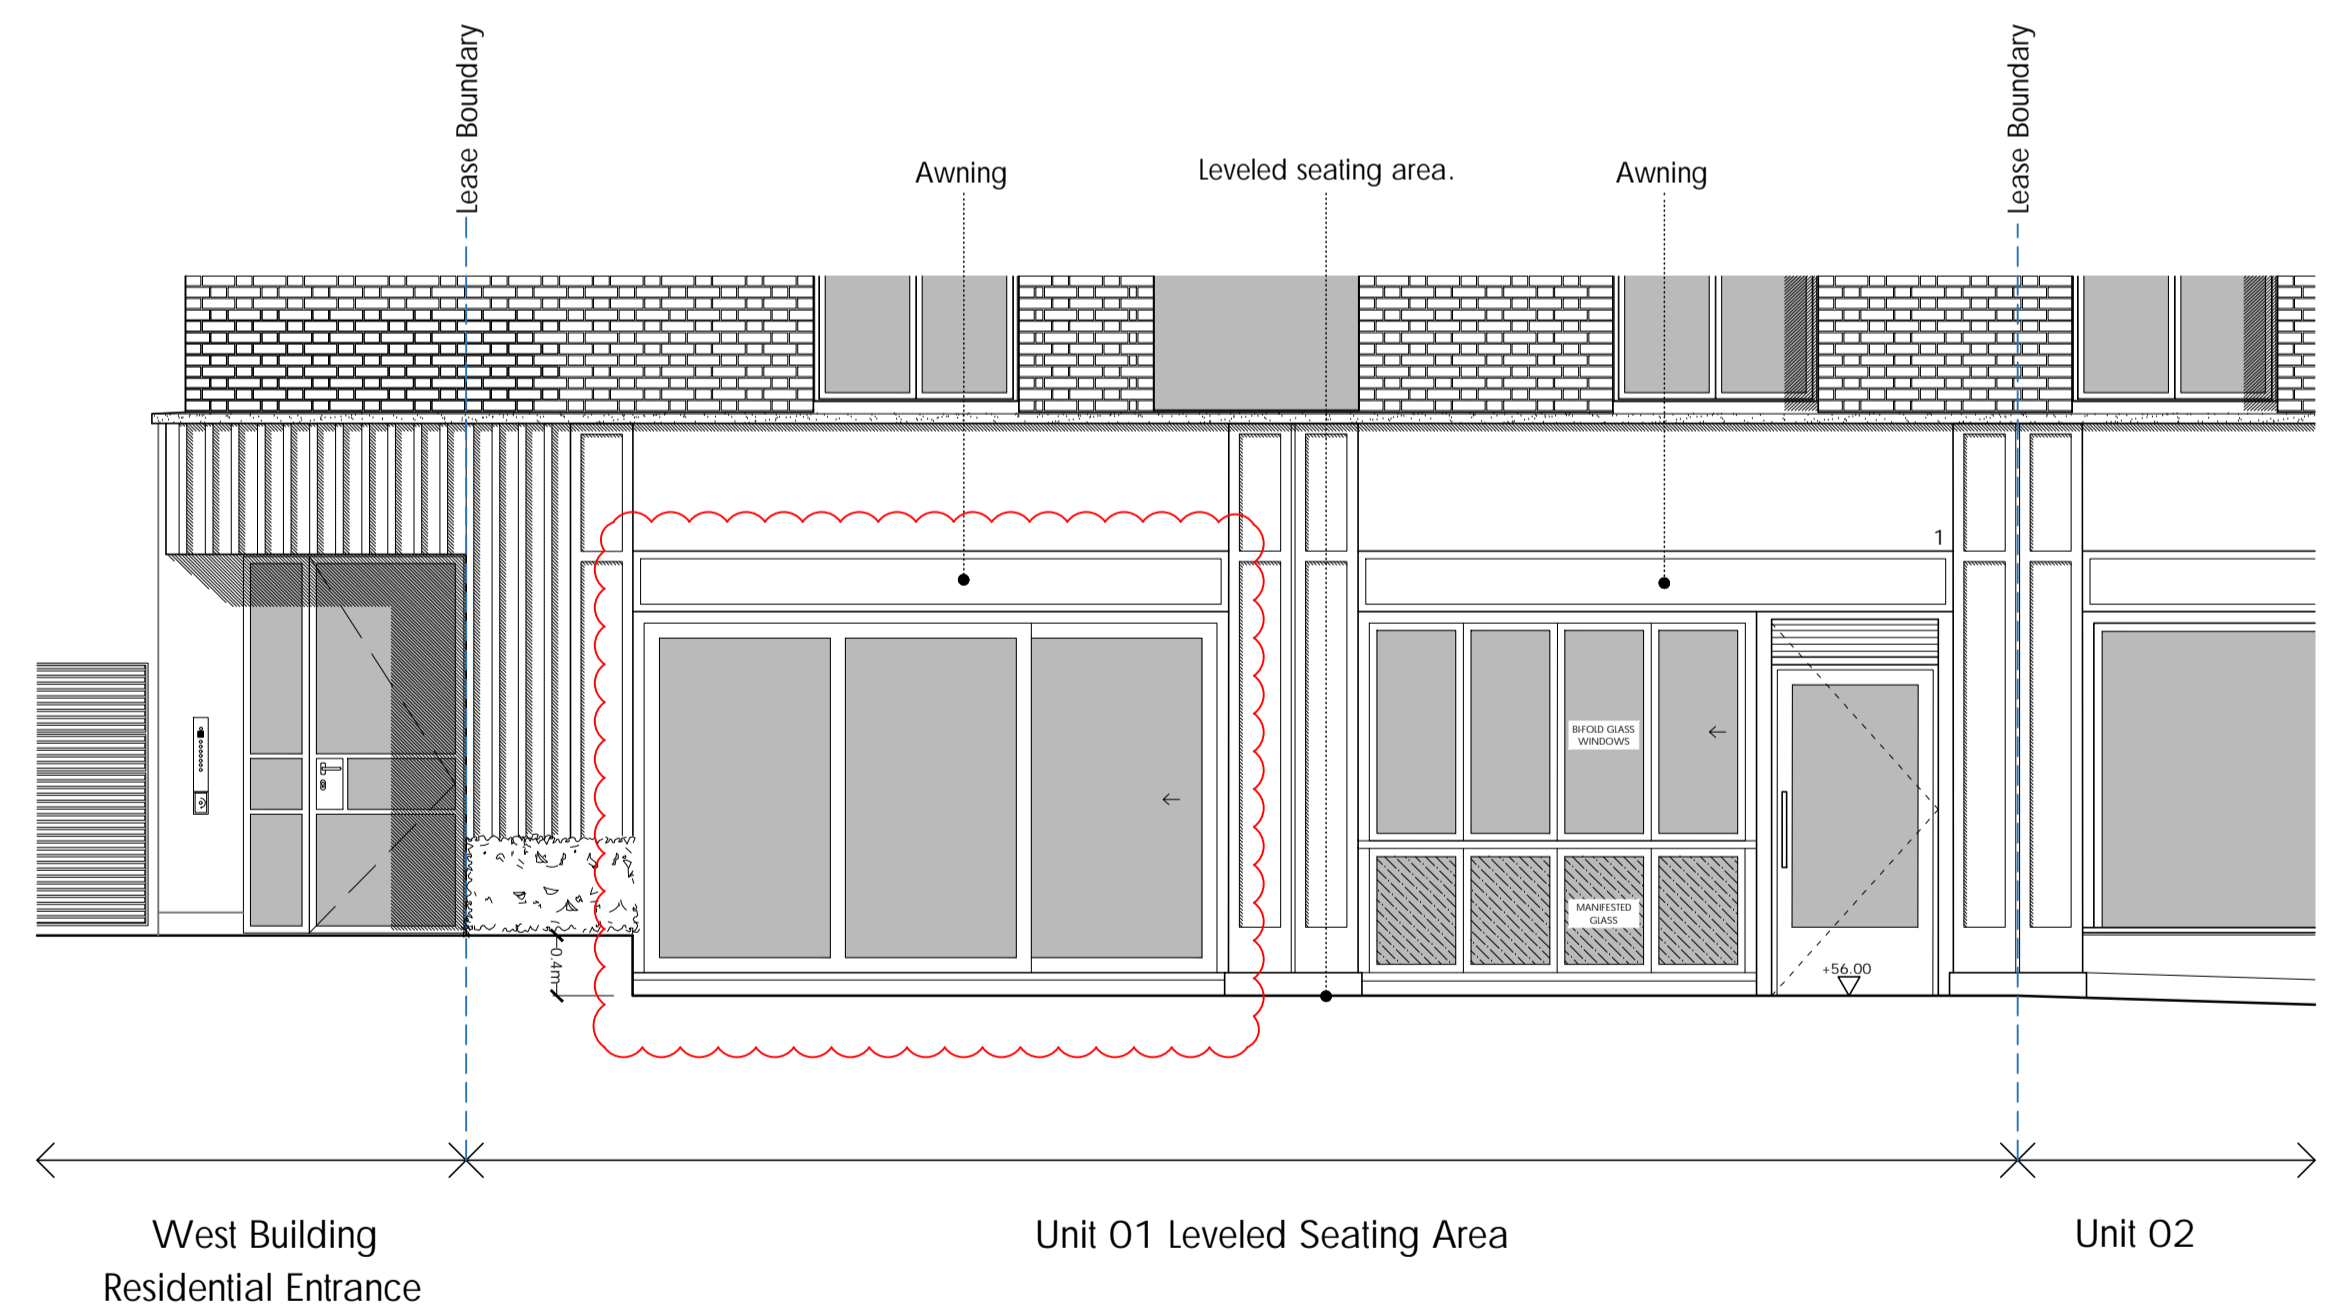 Lease Boundary
Lease Boundary
Awning
Leveled seating area.
Awning
1
BI-FOLD GLASS
WINDOWS
MANIFESTED
GLASS
0.4m
+56.00
West Building
Residential Entrance
Unit 01 Leveled Seating Area
Unit 02